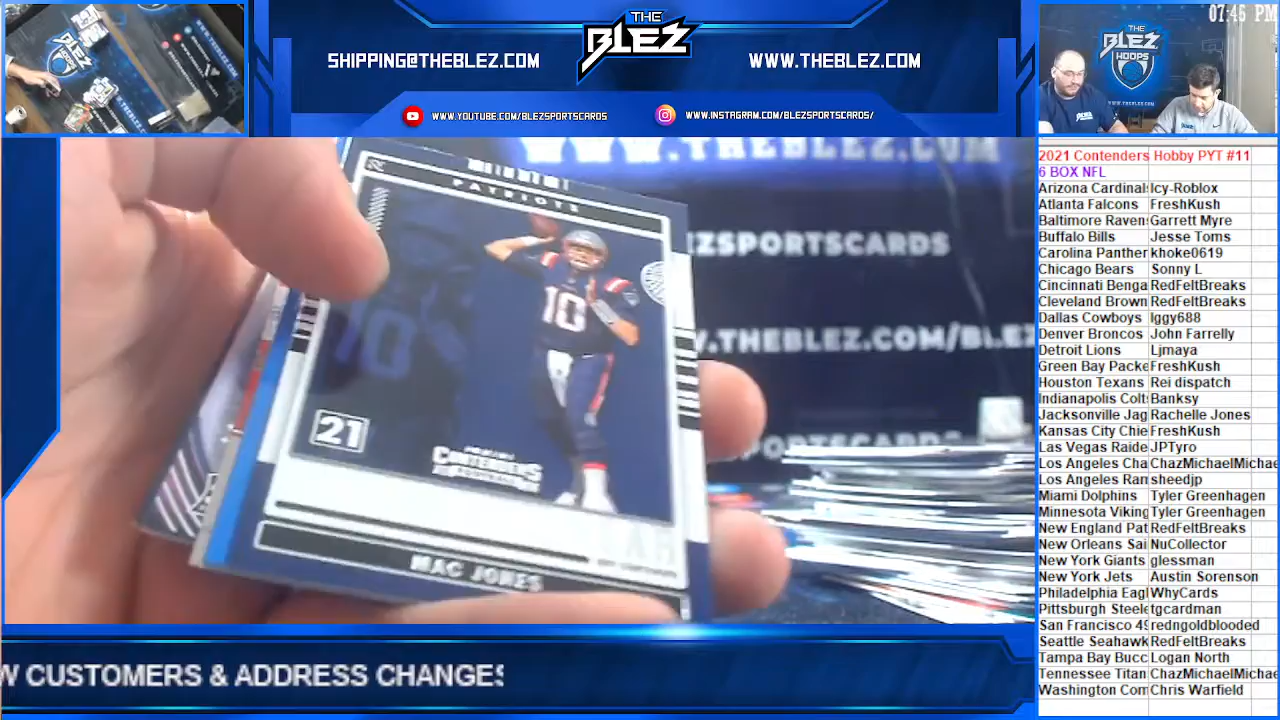 07:45 PM
THE
BLEZ
SHIPPING@THEBLEZ.COM
WWW.THEBLEZ.COM
WWW.YOUTUBE.COM/BLEZSPORTSCARDS
WWW.INSTAGRAM.COM/BLEZSPORTSCARDS/
THE
BLEZ
HOOPS
WWW.THEBLEZ.COM
PATRIOTS
10
10
21
CONTENDERS
MAC JONES
ZSPORTSCARDS
.THEBLEZ.COM/BLEZ
2021 Contenders Hobby PYT #11
6 BOX NFL
Arizona Cardinal Icy-Roblox
Atlanta Falcons FreshKush
Baltimore Raven Garrett Myre
Buffalo Bills Jesse Toms
Carolina Panther khoke0619
Chicago Bears Sonny L
Cincinnati Benga RedFeltBreaks
Cleveland Brown RedFeltBreaks
Dallas Cowboys Iggy688
Denver Broncos John Farrelly
Detroit Lions Ljmaya
Green Bay Packe FreshKush
Houston Texans Rei dispatch
Indianapolis Colt Banksy
Jacksonville Jag Rachelle Jones
Kansas City Chie FreshKush
Las Vegas Raide JPTyro
Los Angeles Cha ChazMichaelMichae
Los Angeles Ram sheedjp
Miami Dolphins Tyler Greenhagen
Minnesota Viking Tyler Greenhagen
New England Pat RedFeltBreaks
New Orleans Sai NuCollector
New York Giants glessman
New York Jets Austin Sorenson
Philadelphia Eagl WhyCards
Pittsburgh Steele tgcardman
San Francisco 49 redngoldblooded
Seattle Seahawk RedFeltBreaks
Tampa Bay Bucc Logan North
Tennessee Titan ChazMichaelMichae
Washington Com Chris Warfield
W CUSTOMERS & ADDRESS CHANGES